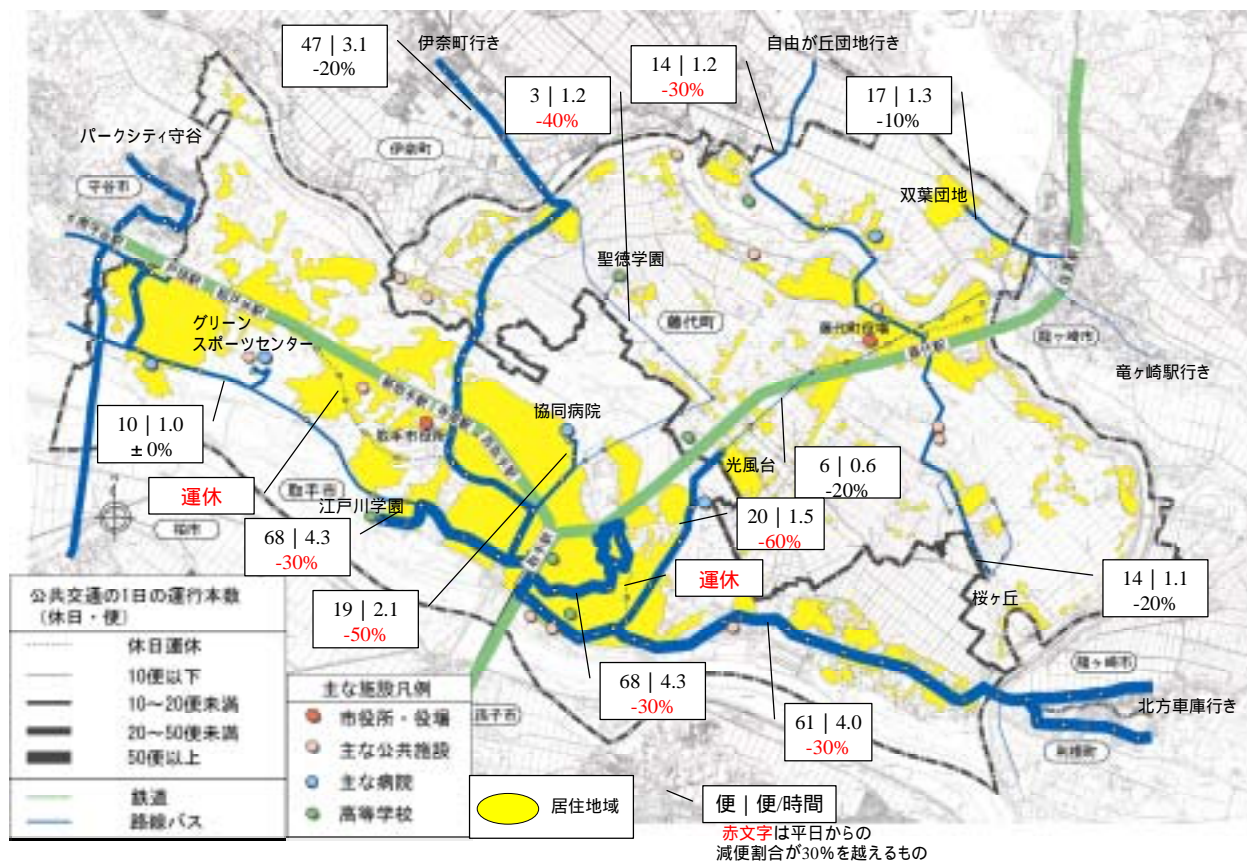 47 | 3.1
-20%
伊奈町行き
自由が丘団地行き
14 | 1.2
-30%
3 | 1.2
-40%
17 | 1.3
-10%
パークシティ守谷
守谷市
伊奈町
双葉団地
聖徳学園
藤代町
藤代町役場
グリーン
スポーツセンター
龍ヶ崎市
竜ヶ崎駅行き
協同病院
取手市役所
10 | 1.0
±0%
運休
取手市
江戸川学園
光風台
6 | 0.6
-20%
68 | 4.3
-30%
20 | 1.5
-60%
運休
柏市
取手駅
14 | 1.1
-20%
桜ヶ丘
19 | 2.1
-50%
68 | 4.3
-30%
61 | 4.0
-30%
龍ヶ崎市
北方車庫行き
利根町
我孫子市
公共交通の1日の運行本数
(休日・便)
休日運休
10便以下
10～20便未満
20～50便未満
50便以上
鉄道
路線バス
主な施設凡例
市役所・役場
主な公共施設
主な病院
高等学校
居住地域
便 | 便/時間
赤文字は平日からの
減便割合が30%を越えるもの